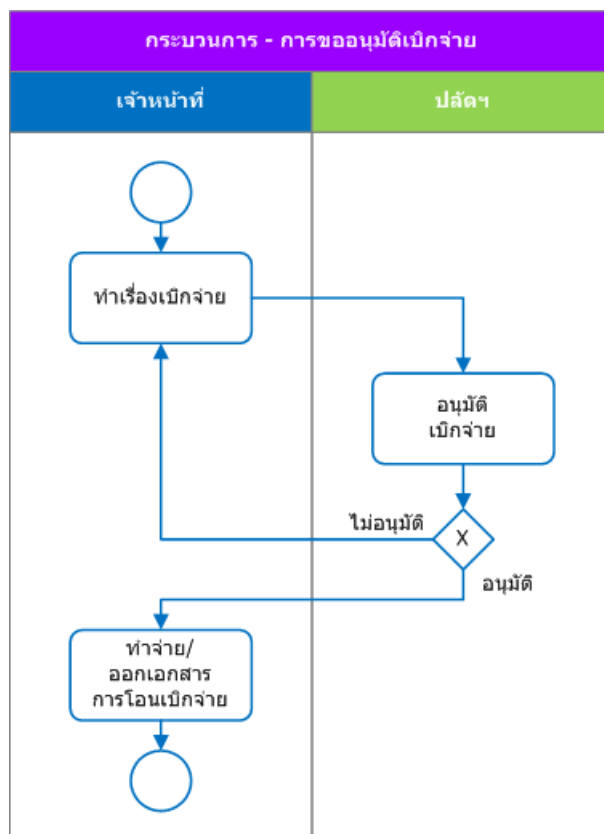 กระบวนการ - การขออนุมัติเบิกจ่าย
เจ้าหน้าที่
ปลัดฯ
ทำเรื่องเบิกจ่าย
อนุมัติ
เบิกจ่าย
ไม่อนุมัติ
X
อนุมัติ
ทำจ่าย/
ออกเอกสาร
การโอนเบิกจ่าย